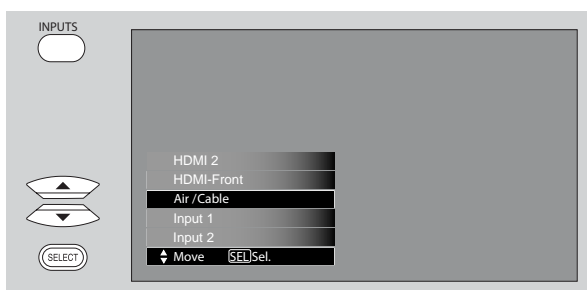 INPUTS
HDMI 2
HDMI-Front
Air /Cable
Input 1
Input 2
Move SEL Sel.
SELECT